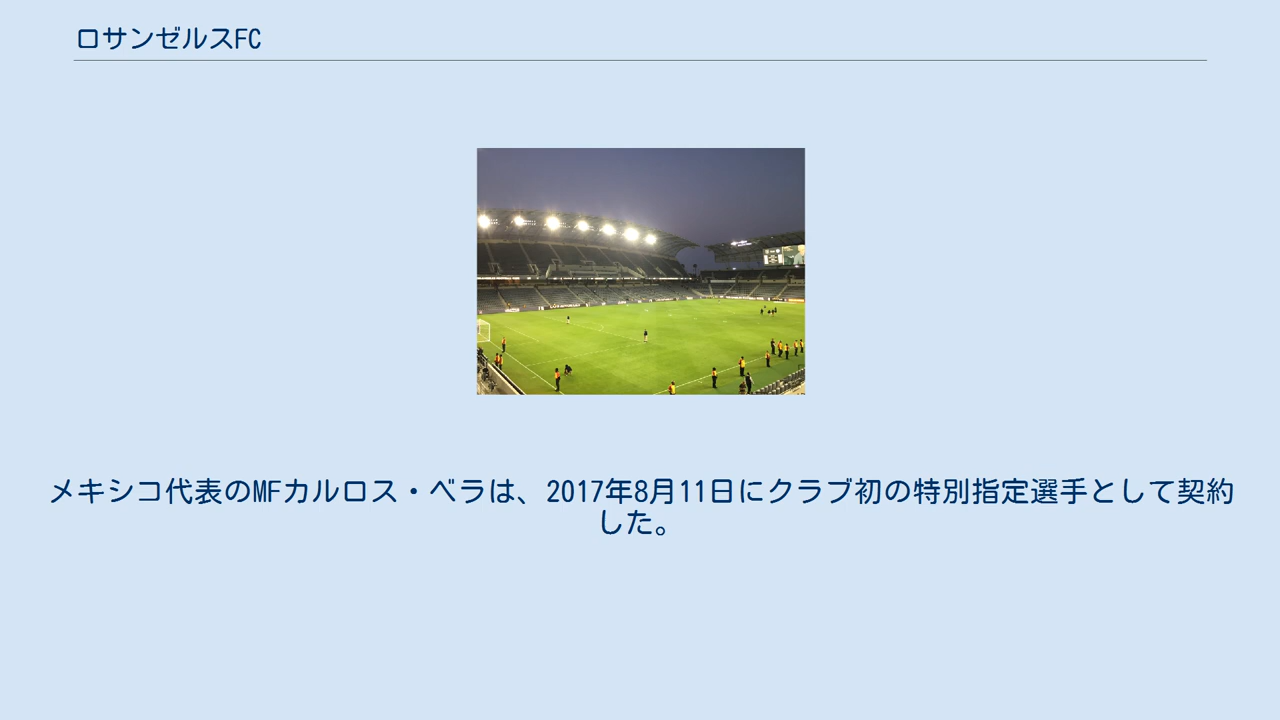 ロサンゼルスFC
メキシコ代表のMFカルロス・ベラは、2017年8月11日にクラブ初の特別指定選手として契約
した。